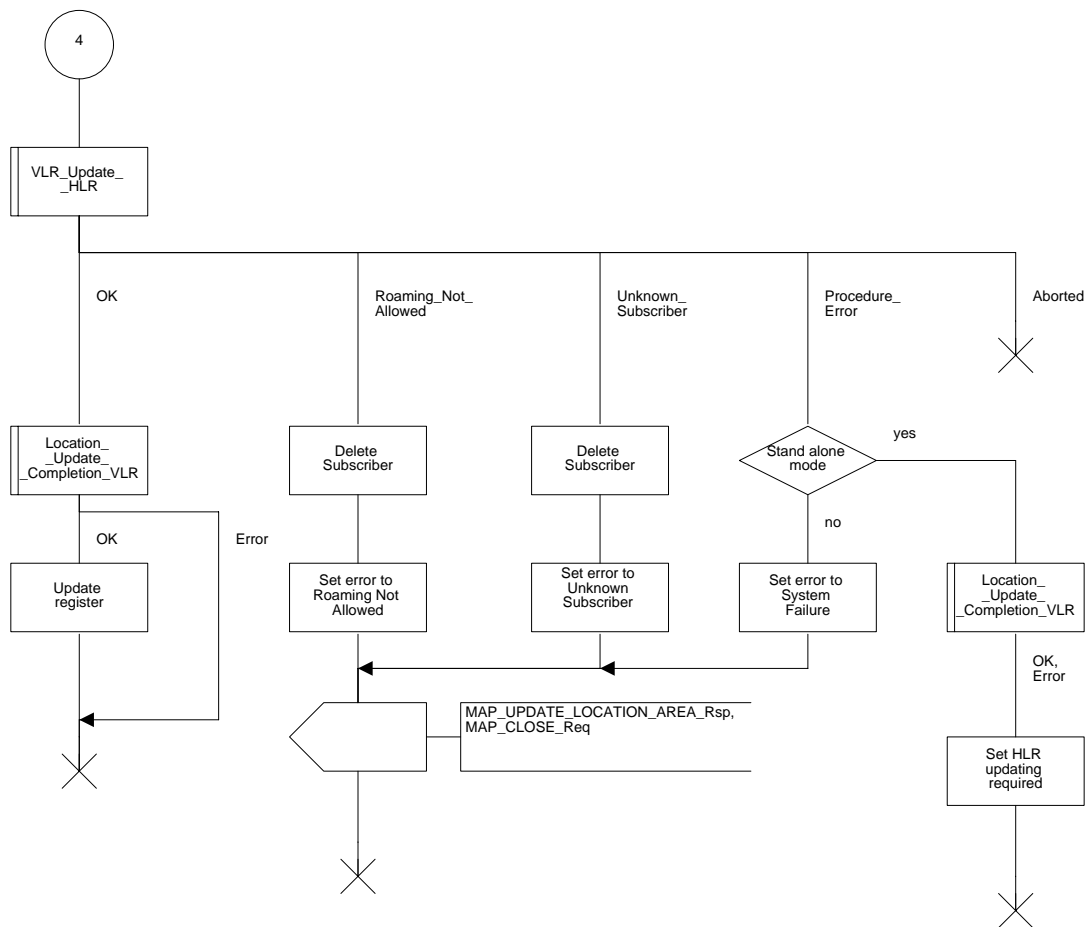 4
VLR_Update_
_HLR
OK
Roaming_Not_
Allowed
Unknown_
Subscriber
Procedure_
Error
Aborted
Location_
_Update_
_Completion_VLR
Delete
Subscriber
Delete
Subscriber
Stand alone
mode
yes
OK
Error
no
Update
register
Set error to
Roaming Not
Allowed
Set error to
Unknown
Subscriber
Set error to
System
Failure
Location_
_Update_
_Completion_VLR
OK,
Error
MAP_UPDATE_LOCATION_AREA_Rsp,
MAP_CLOSE_Req
Set HLR
updating
required